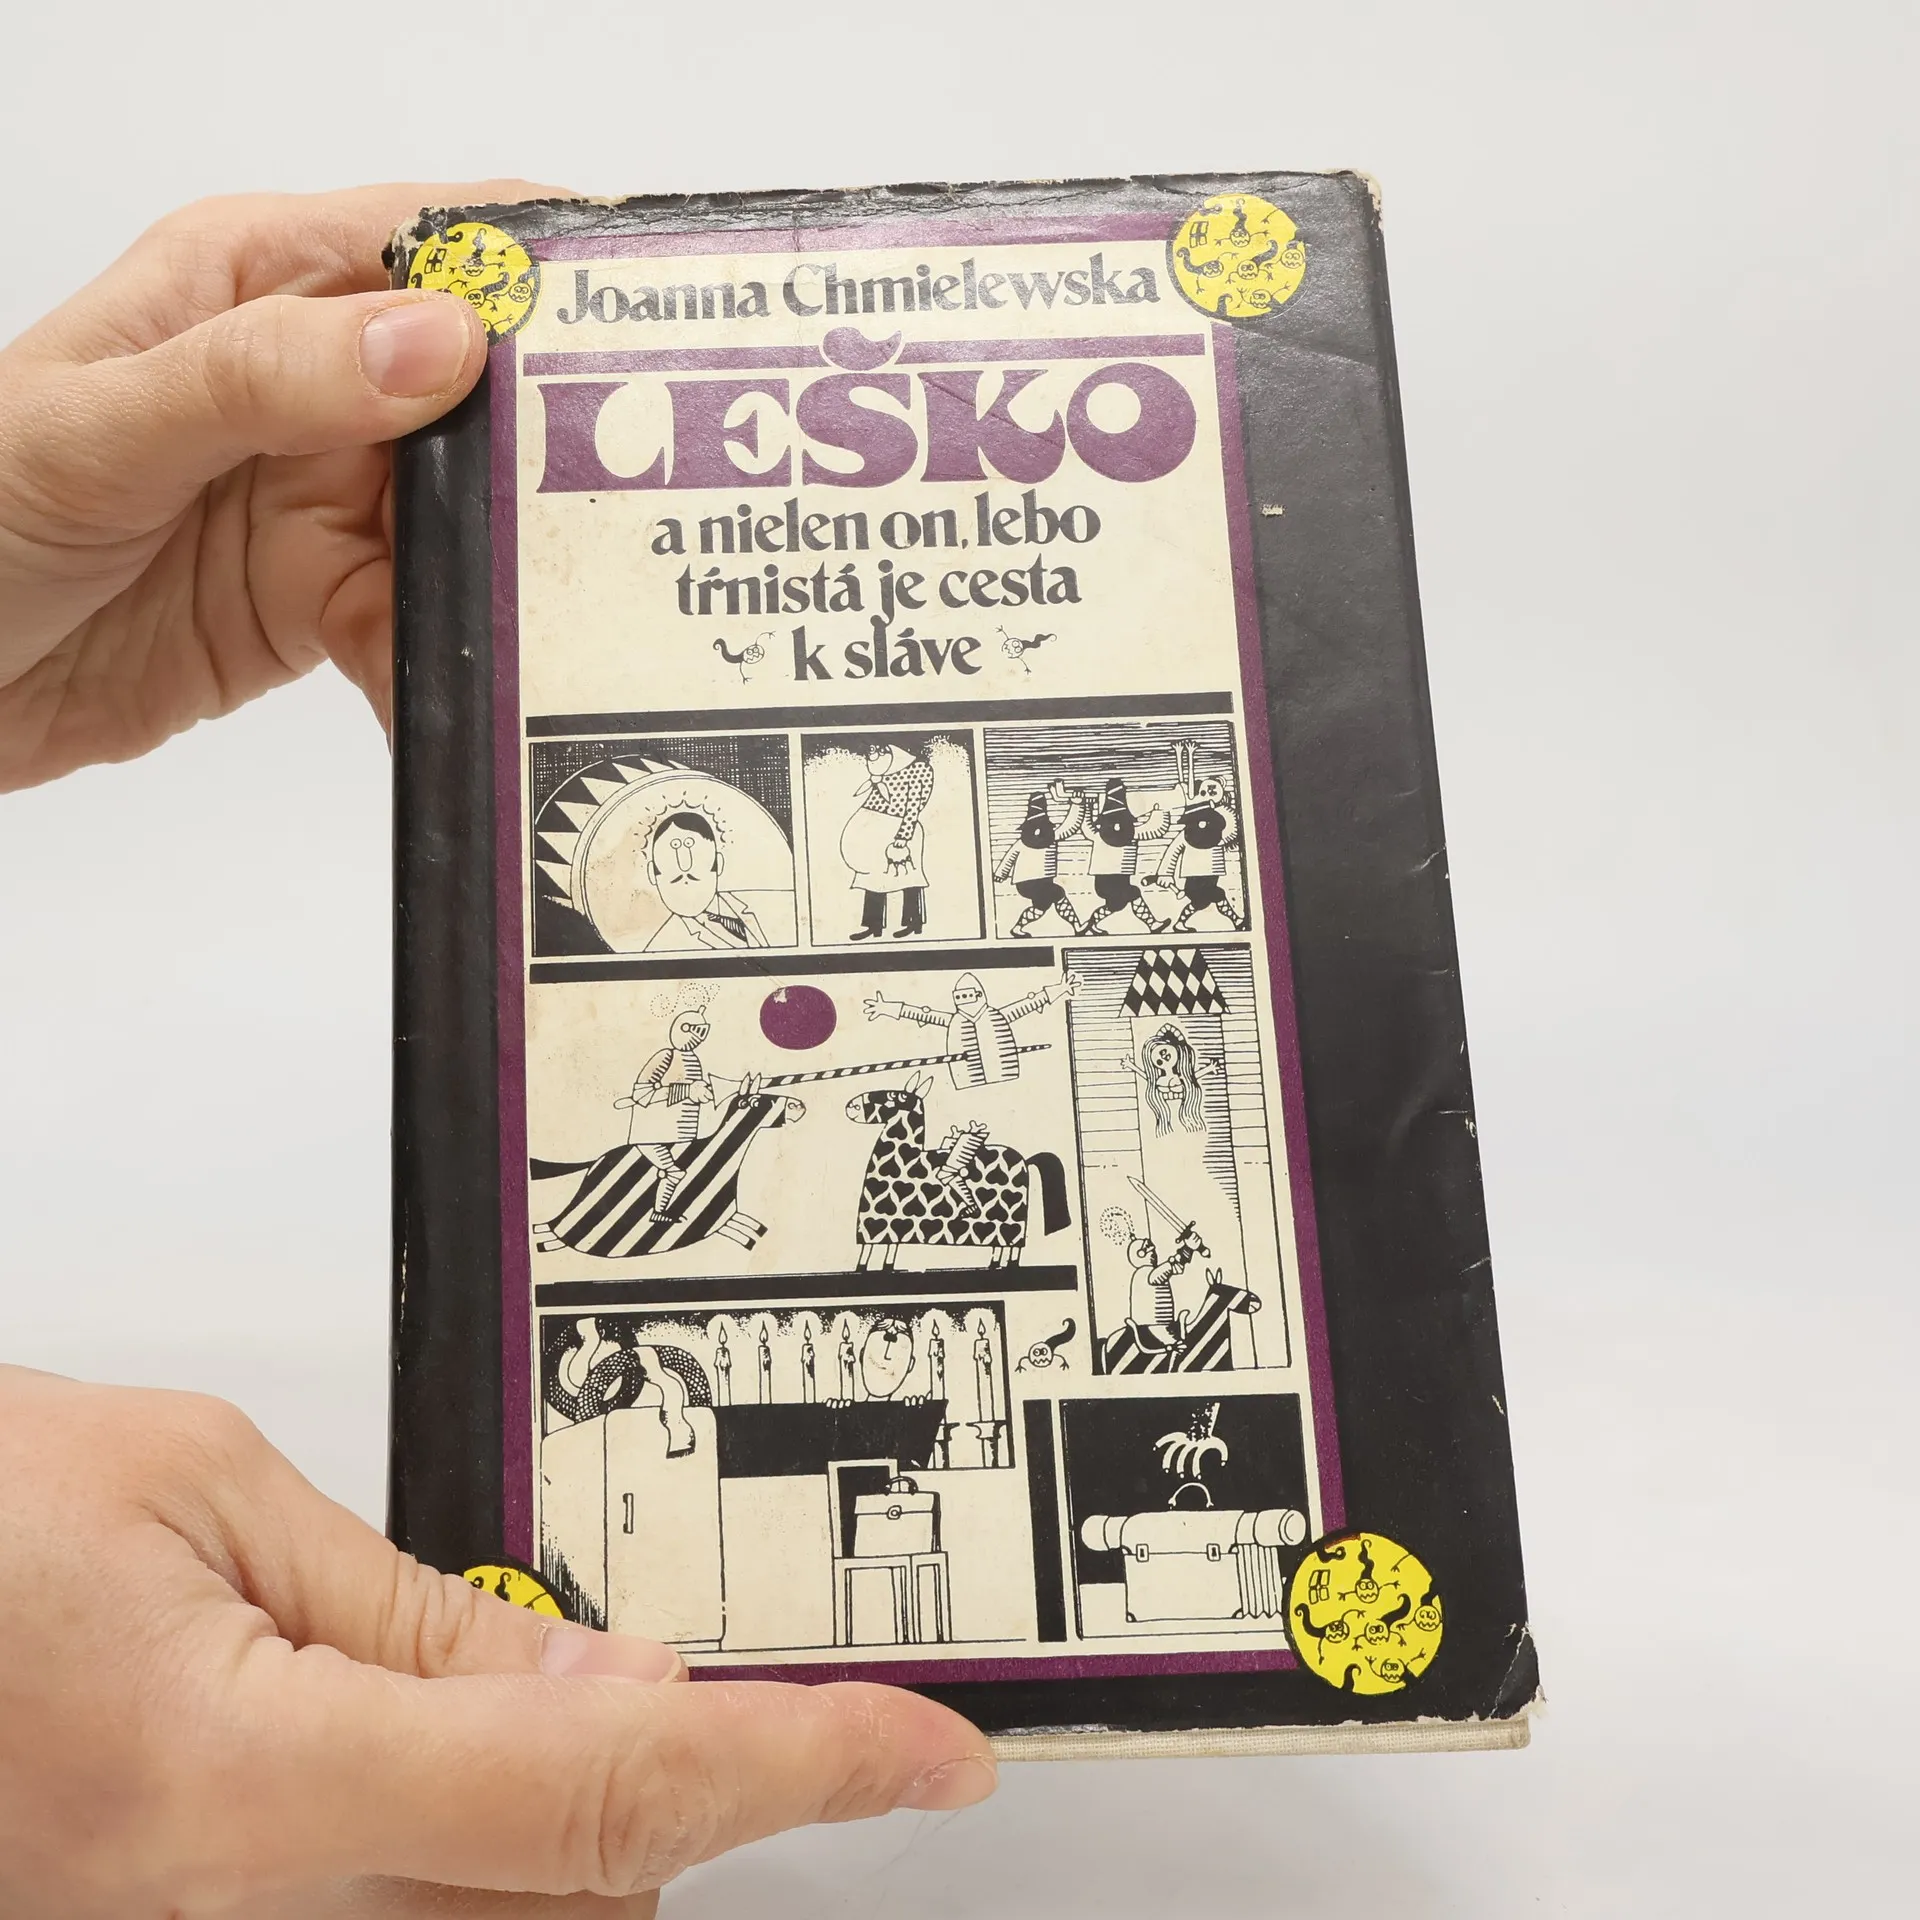 Joanna Chmielewska
LEŠKO
a nielen on, lebo
tŕnistá je cesta
k sláve